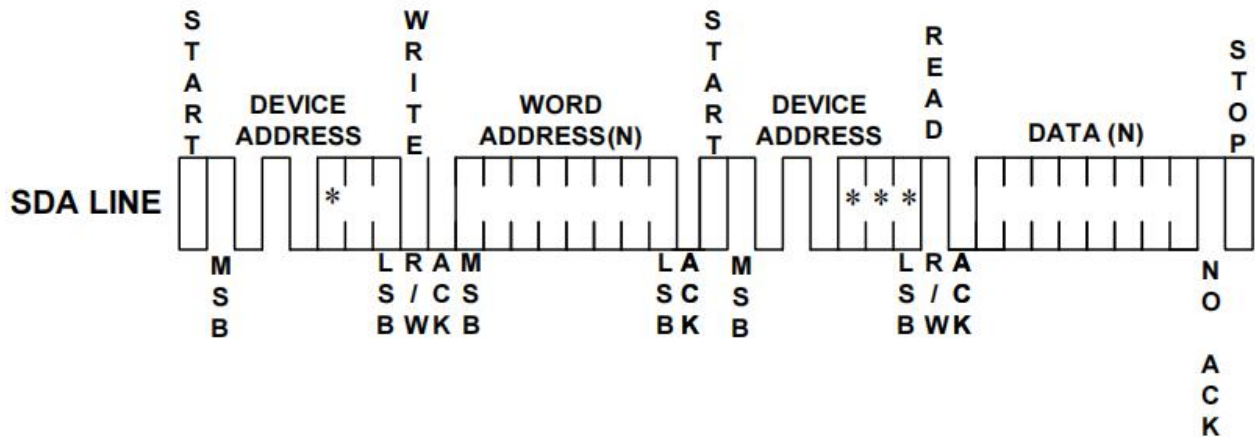 START
WRITE
START
READ
STOP
DEVICE
ADDRESS
WORD
ADDRESS(N)
DEVICE
ADDRESS
DATA (N)
SDA LINE
*
* * *
MSB
LSB
R/W
ACK
MSB
LSB
ACK
MSB
LSB
R/W
ACK
NO ACK